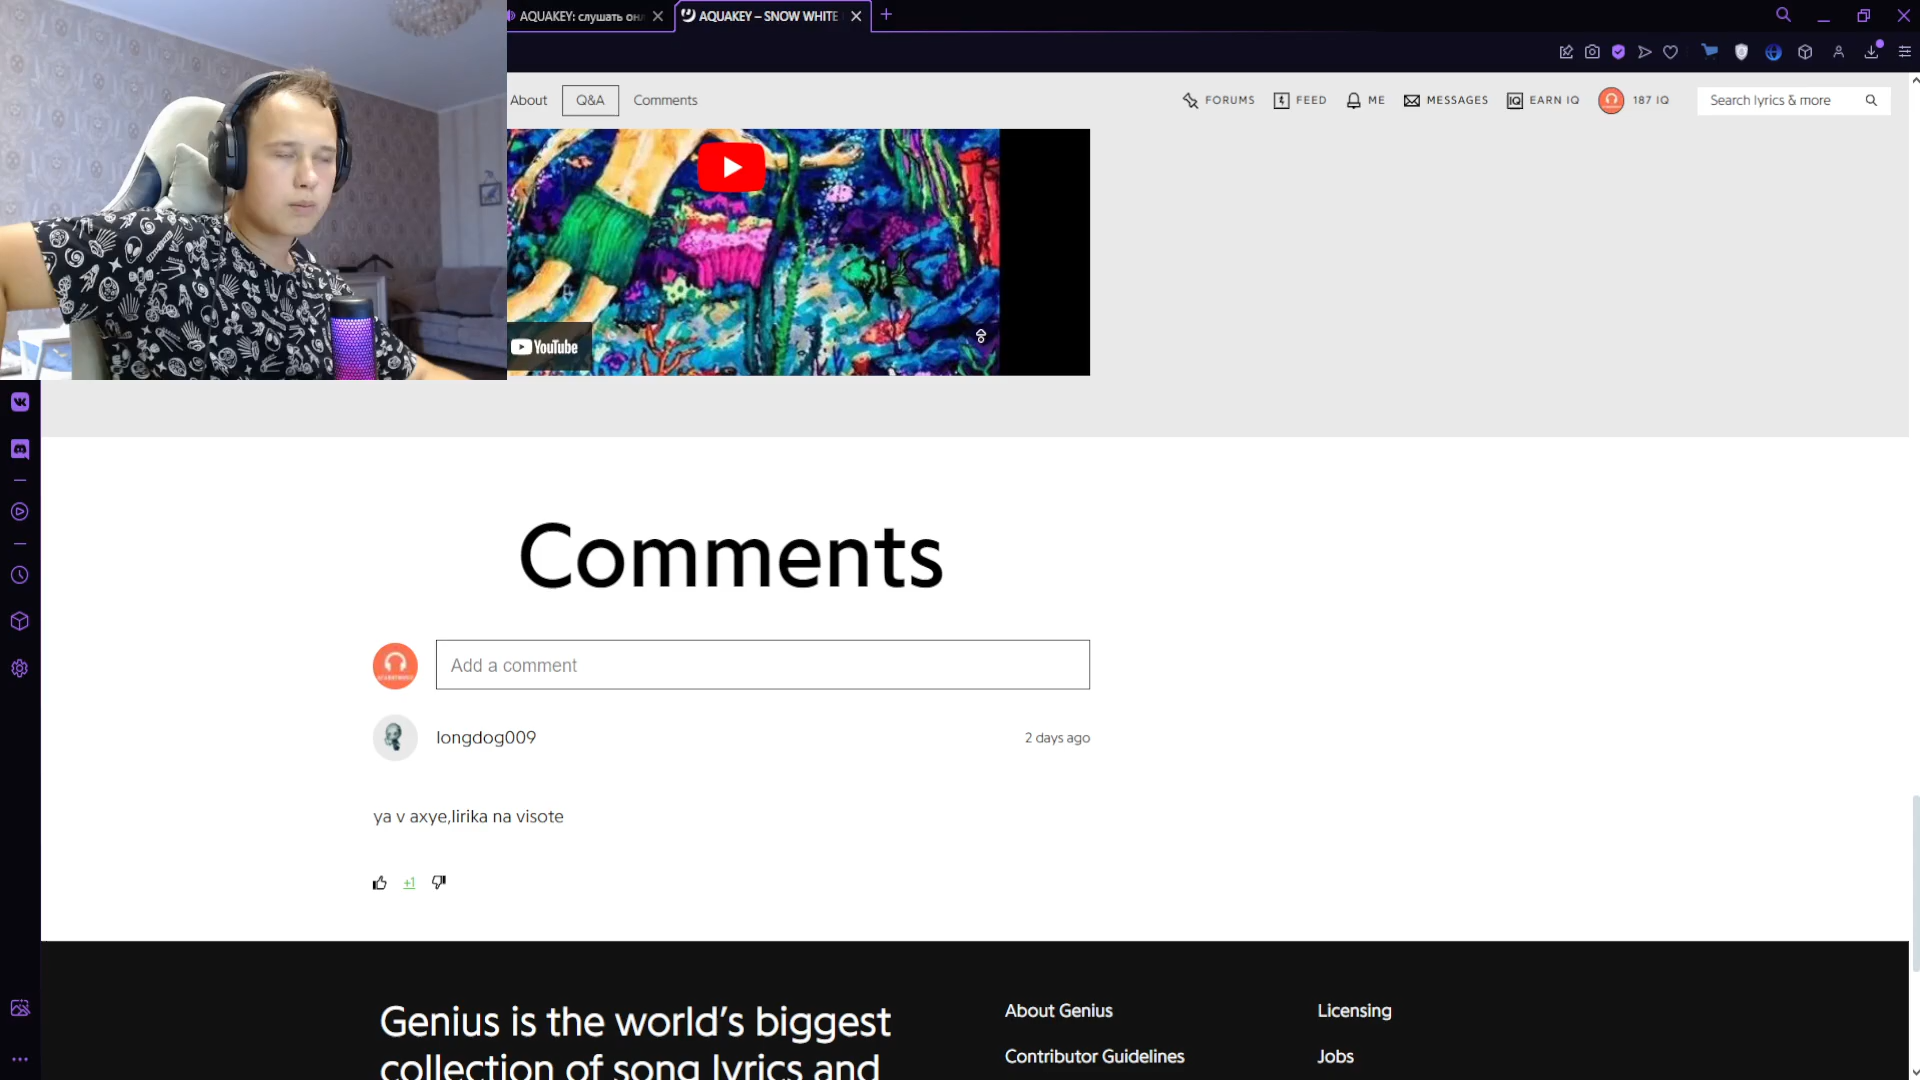 AQUAKEY: слушать онл
AQUAKEY – SNOW WHITE
About
Q&A
Comments
FORUMS
FEED
ME
MESSAGES
EARN IQ
187 IQ
Search lyrics & more
YouTube
Comments
Add a comment
longdog009
2 days ago
ya v axye,lirika na visote
+1
Genius is the world's biggest
collection of song lyrics and
About Genius
Licensing
Contributor Guidelines
Jobs